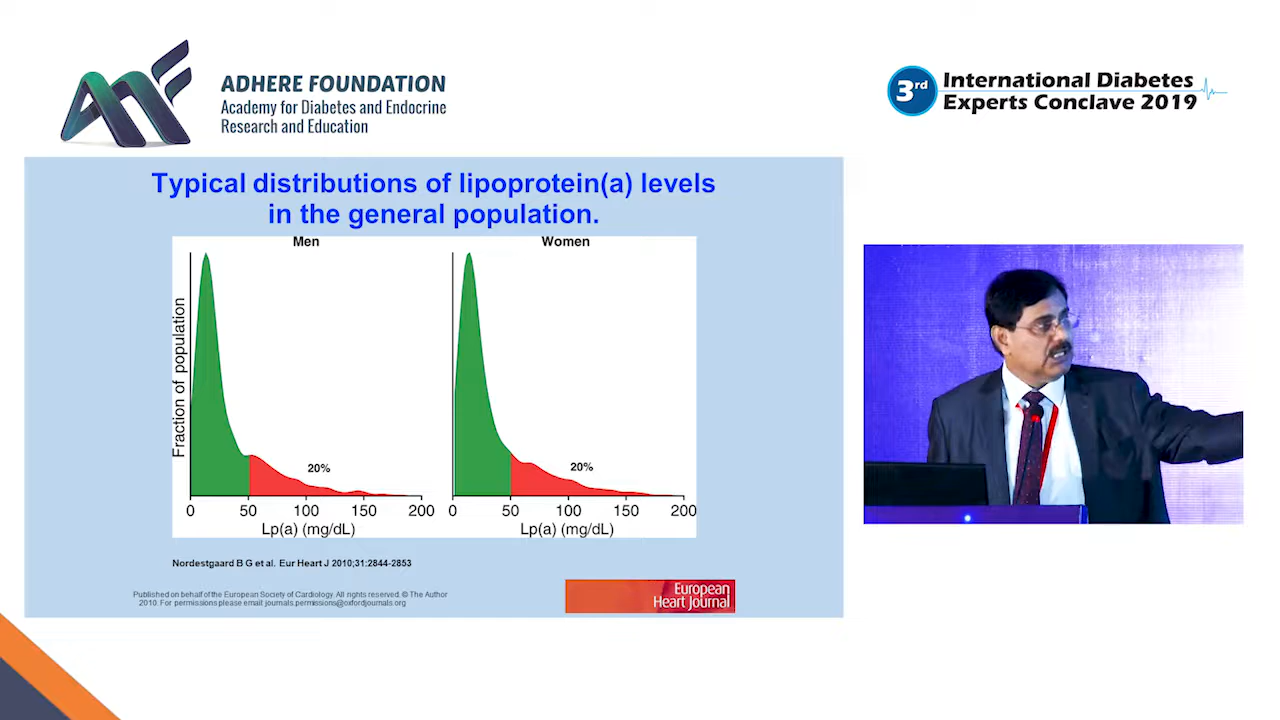 ADHERE FOUNDATION
Academy for Diabetes and Endocrine
Research and Education
3rd
International Diabetes
Experts Conclave 2019
Typical distributions of lipoprotein(a) levels
in the general population.
Men
Women
Fraction of population
20%
20%
0 50 100 150 200
0 50 100 150 200
Lp(a) (mg/dL)
Lp(a) (mg/dL)
Nordestgaard B G et al. Eur Heart J 2010;31:2844-2853
Published on behalf of the European Society of Cardiology. All rights reserved. © The Author
2010. For permissions please email: journals.permissions@oxfordjournals.org
European
Heart Journal